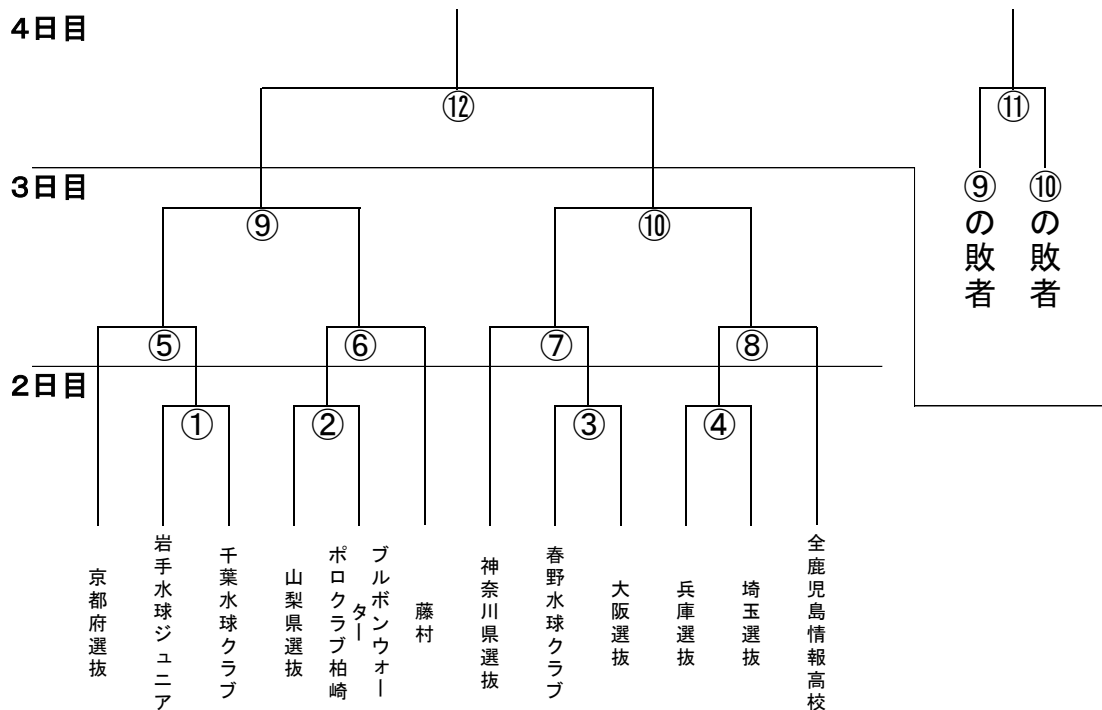 4日目
⑫
⑪
3日目
⑨の敗者
⑩の敗者
⑨
⑩
⑤
⑥
⑦
⑧
2日目
①
②
③
④
京都府選抜
岩手水球ジュニア
千葉水球クラブ
山梨県選抜
ブルボンウォー
ター
ポロクラブ柏崎
藤村
神奈川県選抜
春野水球クラブ
大阪選抜
兵庫選抜
埼玉選抜
全鹿児島情報高校